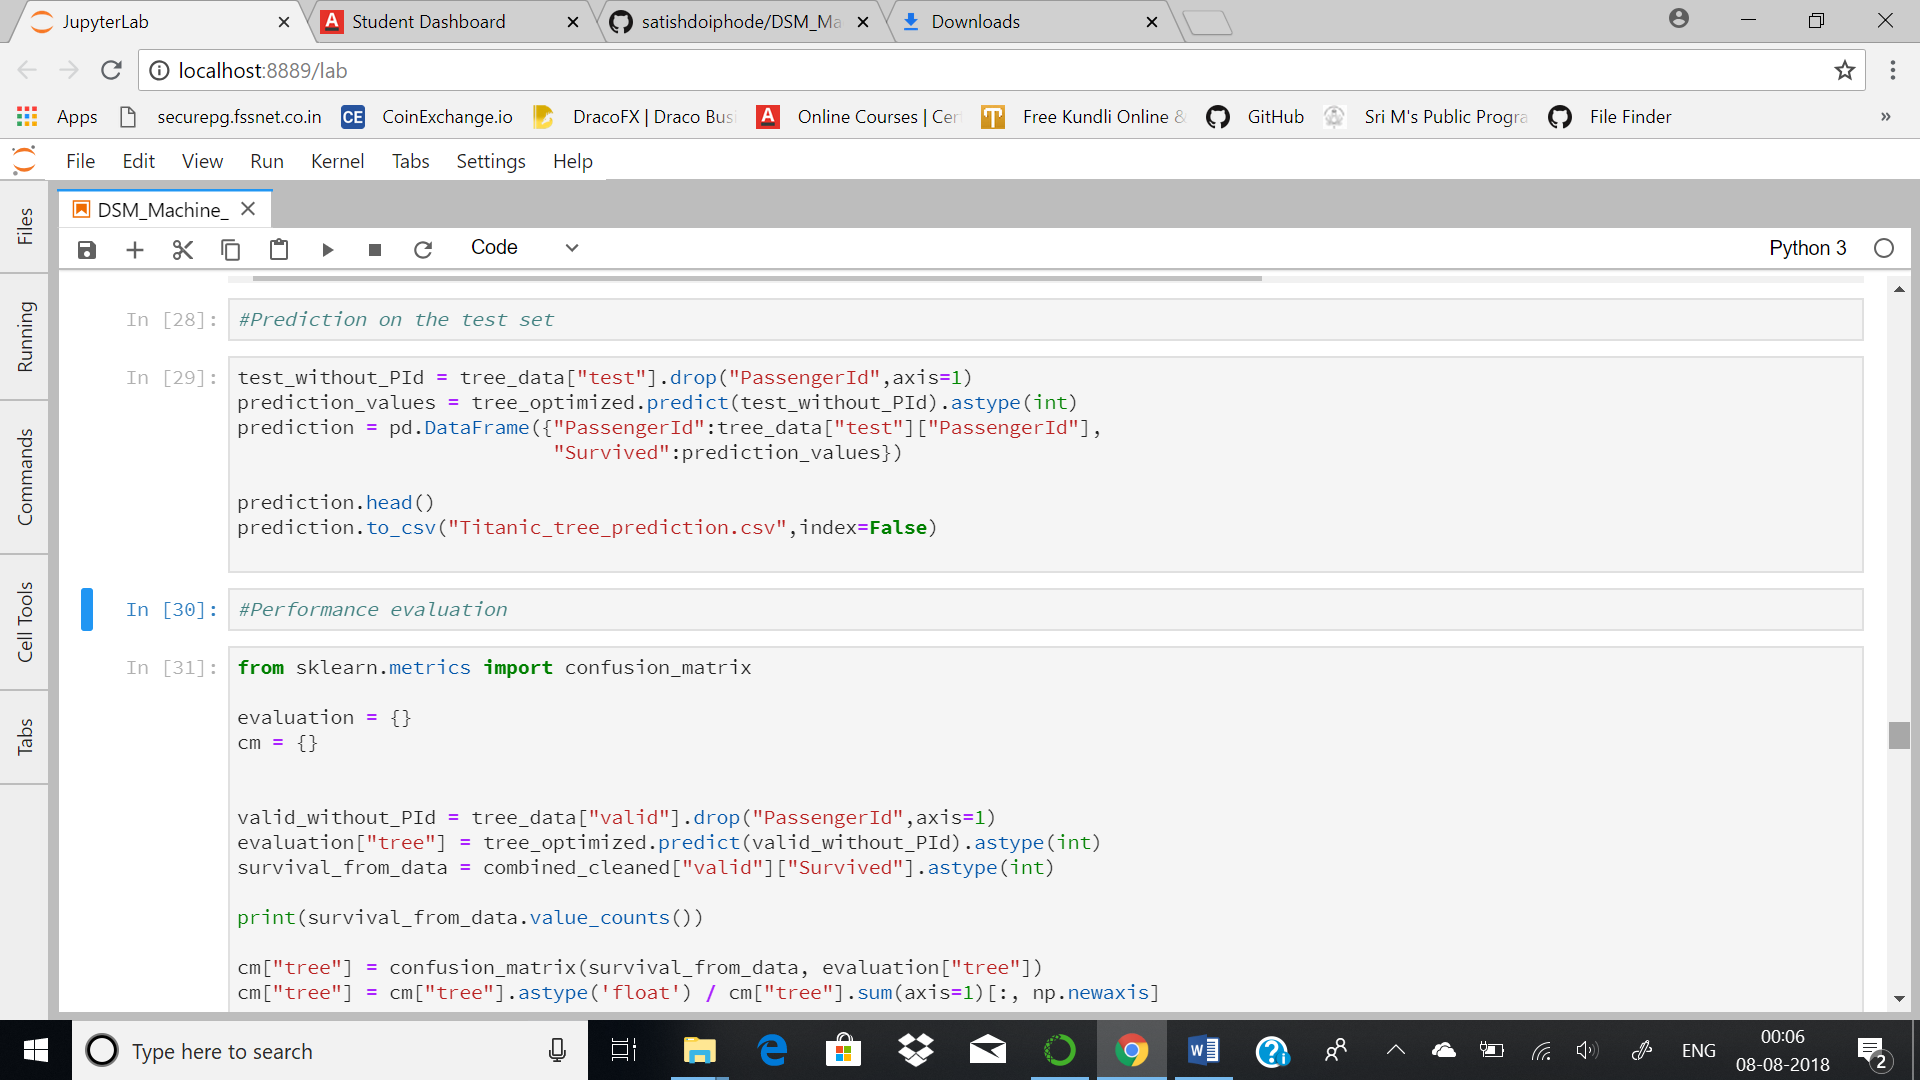 JupyterLab
Student Dashboard
satishdoiphode/DSM_Ma
Downloads
localhost:8889/lab
Apps
securepg.fssnet.co.in
CE
CoinExchange.io
DracoFX | Draco Busi
A
Online Courses | Cert
T
Free Kundli Online &
GitHub
Sri M's Public Progra
File Finder
»
File
Edit
View
Run
Kernel
Tabs
Settings
Help
Files
Running
Commands
Cell Tools
Tabs
DSM_Machine_
Code
Python 3
In [28]:
#Prediction on the test set
In [29]:
test_without_PId = tree_data["test"].drop("PassengerId",axis=1)
prediction_values = tree_optimized.predict(test_without_PId).astype(int)
prediction = pd.DataFrame({"PassengerId":tree_data["test"]["PassengerId"],
"Survived":prediction_values})
prediction.head()
prediction.to_csv("Titanic_tree_prediction.csv",index=False)
In [30]:
#Performance evaluation
In [31]:
from sklearn.metrics import confusion_matrix
evaluation = {}
cm = {}
valid_without_PId = tree_data["valid"].drop("PassengerId",axis=1)
evaluation["tree"] = tree_optimized.predict(valid_without_PId).astype(int)
survival_from_data = combined_cleaned["valid"]["Survived"].astype(int)
print(survival_from_data.value_counts())
cm["tree"] = confusion_matrix(survival_from_data, evaluation["tree"])
cm["tree"] = cm["tree"].astype('float') / cm["tree"].sum(axis=1)[:, np.newaxis]
Type here to search
ENG
00:06
08-08-2018
2